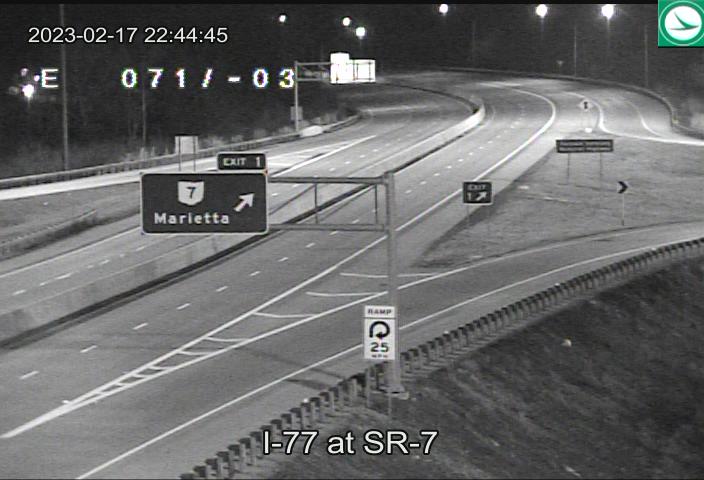 2023-02-17 22:44:45
E 071/-03
EXIT 1
7
Marietta
EXIT
1
RAMP
25
MPH
I-77 at SR-7